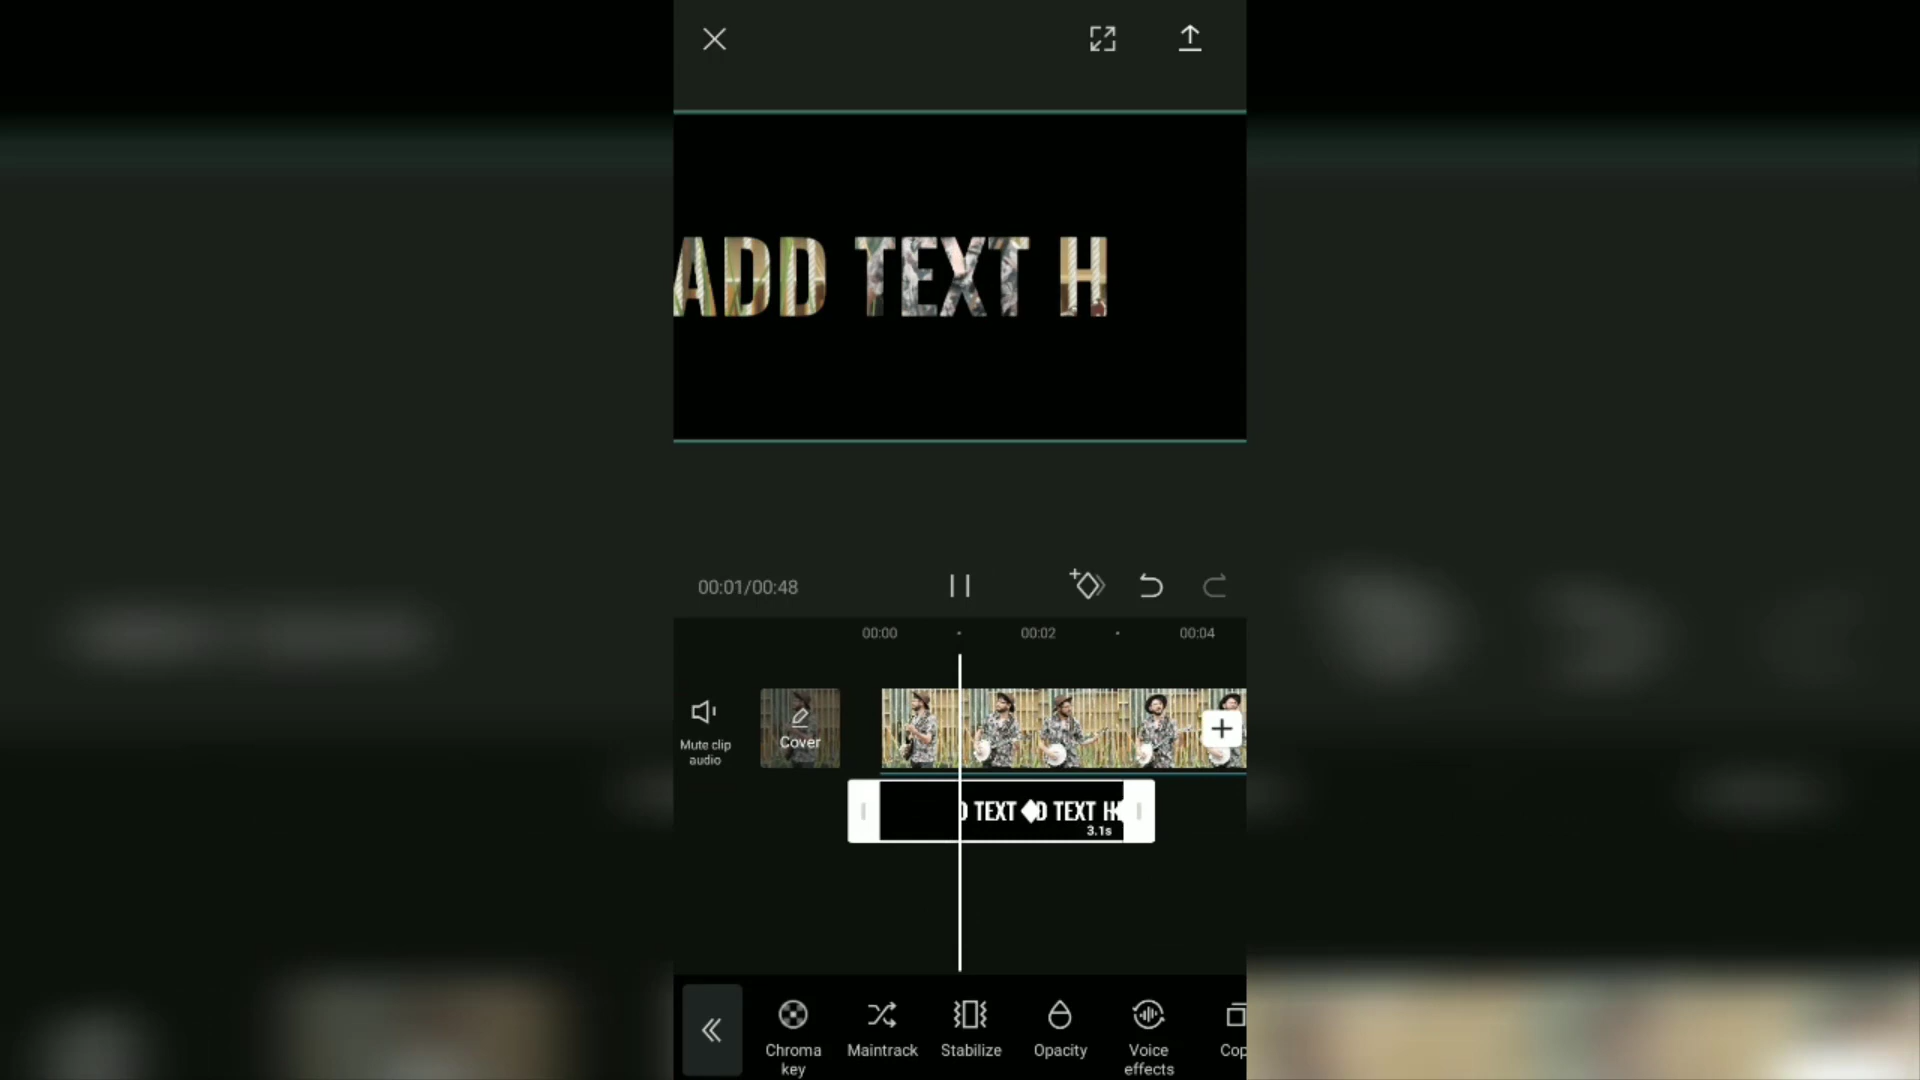 ADD TEXT H
00:01/00:48
00:00
00:02
00:04
Mute clip
audio
Cover
D TEXT
D TEXT H
3.1s
Chroma
key
Maintrack
Stabilize
Opacity
Voice
effects
Cop